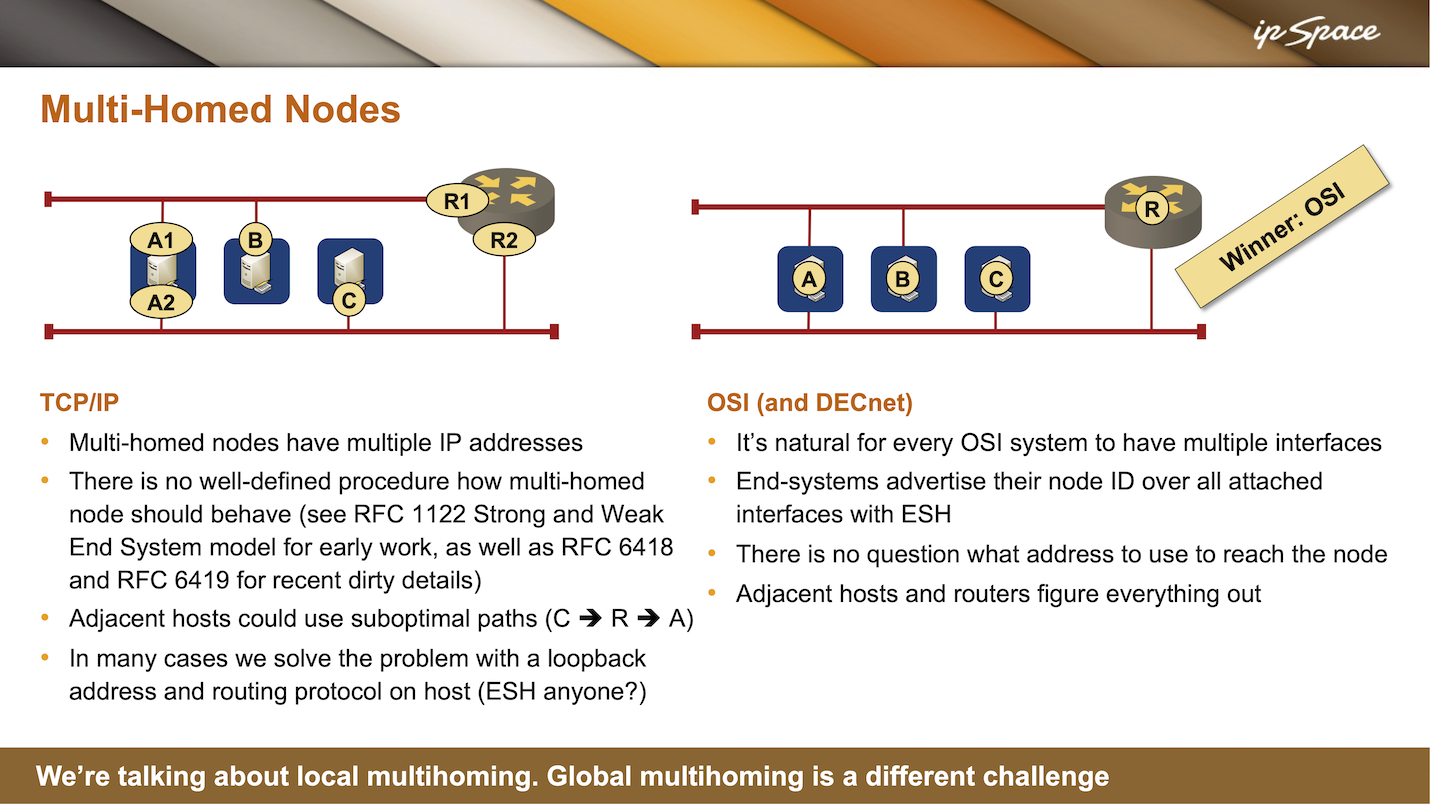 ipSpace
Multi-Homed Nodes
R1
A1
B
R2
A2
C
R
A
B
C
Winner: OSI
TCP/IP
• Multi-homed nodes have multiple IP addresses
• There is no well-defined procedure how multi-homed
node should behave (see RFC 1122 Strong and Weak
End System model for early work, as well as RFC 6418
and RFC 6419 for recent dirty details)
• Adjacent hosts could use suboptimal paths (C ➔ R ➔ A)
• In many cases we solve the problem with a loopback
address and routing protocol on host (ESH anyone?)
OSI (and DECnet)
• It’s natural for every OSI system to have multiple interfaces
• End-systems advertise their node ID over all attached
interfaces with ESH
• There is no question what address to use to reach the node
• Adjacent hosts and routers figure everything out
We’re talking about local multihoming. Global multihoming is a different challenge